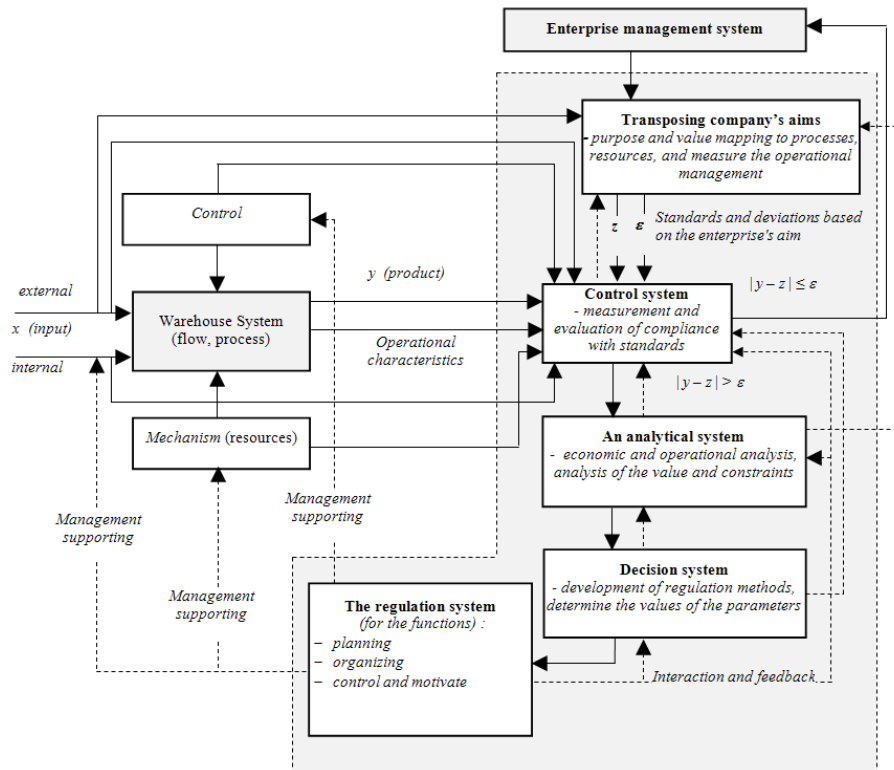 Enterprise management system
Transposing company's aims
- purpose and value mapping to processes,
resources, and measure the operational
management
Control
z ε
Standards and deviations based
on the enterprise's aim
y (product)
|y – z| ≤ ε
external
x (input)
internal
Warehouse System
(flow, process)
Operational
characteristics
Control system
- measurement and
evaluation of compliance
with standards
|y – z| > ε
Mechanism (resources)
An analytical system
- economic and operational analysis,
analysis of the value and constraints
Management
supporting
Management
supporting
Management
supporting
Decision system
- development of regulation methods,
determine the values of the parameters
The regulation system
(for the functions) :
– planning
– organizing
– control and motivate
Interaction and feedback